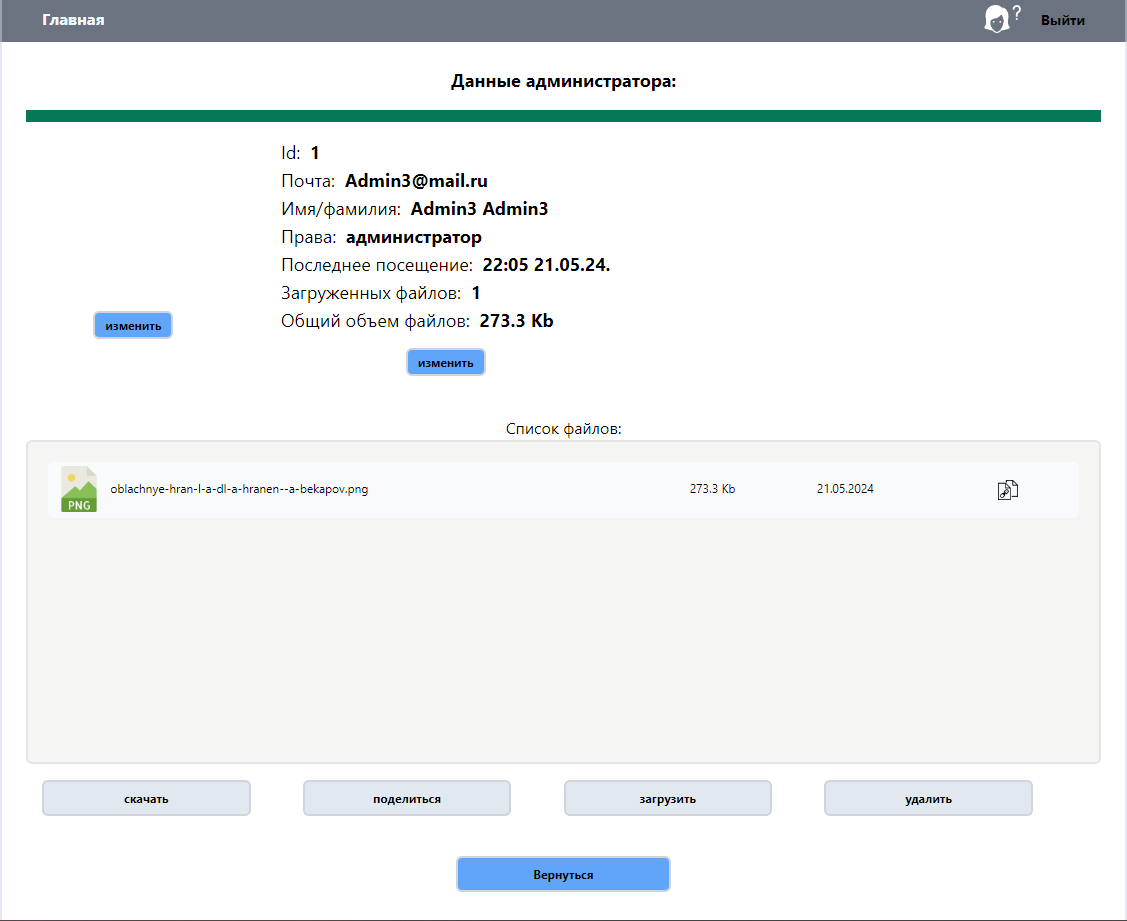 Главная
? Выйти
Данные администратора:
Id: 1
Почта: Admin3@mail.ru
Имя/фамилия: Admin3 Admin3
Права: администратор
Последнее посещение: 22:05 21.05.24.
Загруженных файлов: 1
Общий объем файлов: 273.3 Kb
изменить
изменить
Список файлов:
PNG oblachnye-hran-l-a-dl-a-hranen--a-bekapov.png 273.3 Kb 21.05.2024
скачать поделиться загрузить удалить
Вернуться